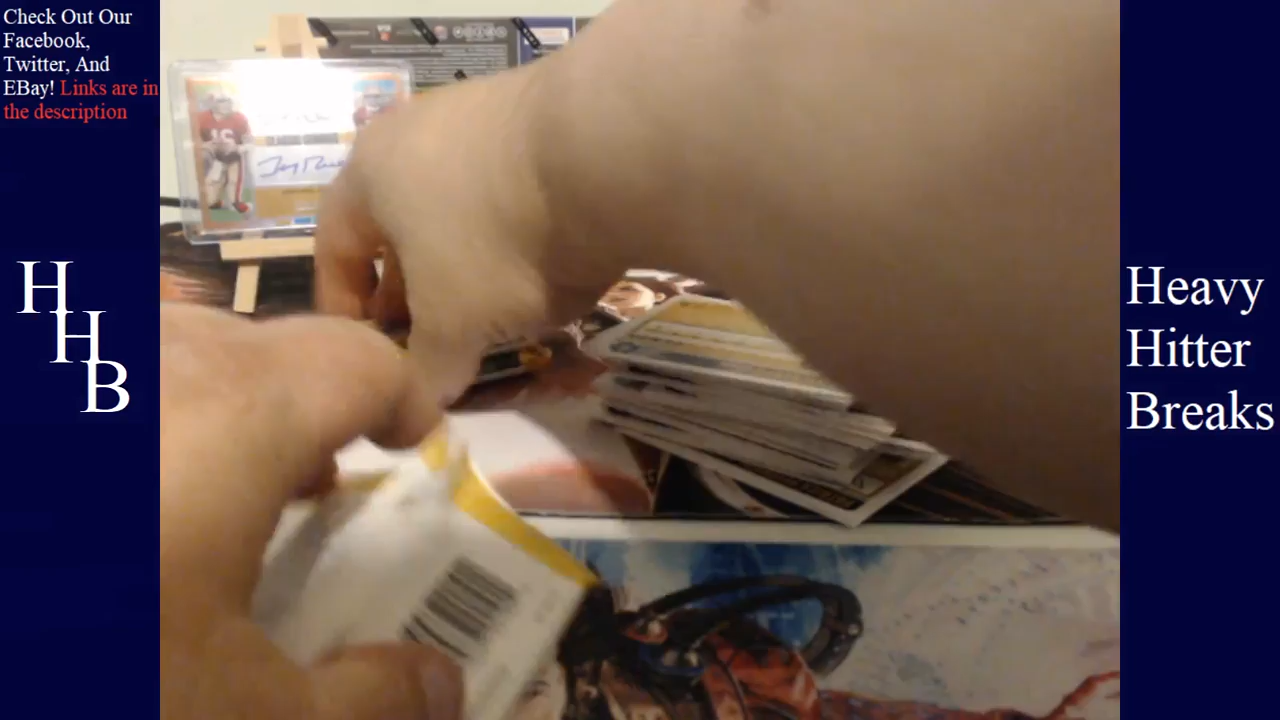 Check Out Our
Facebook,
Twitter, And
EBay! Links are in
the description
H
H
B
Heavy
Hitter
Breaks